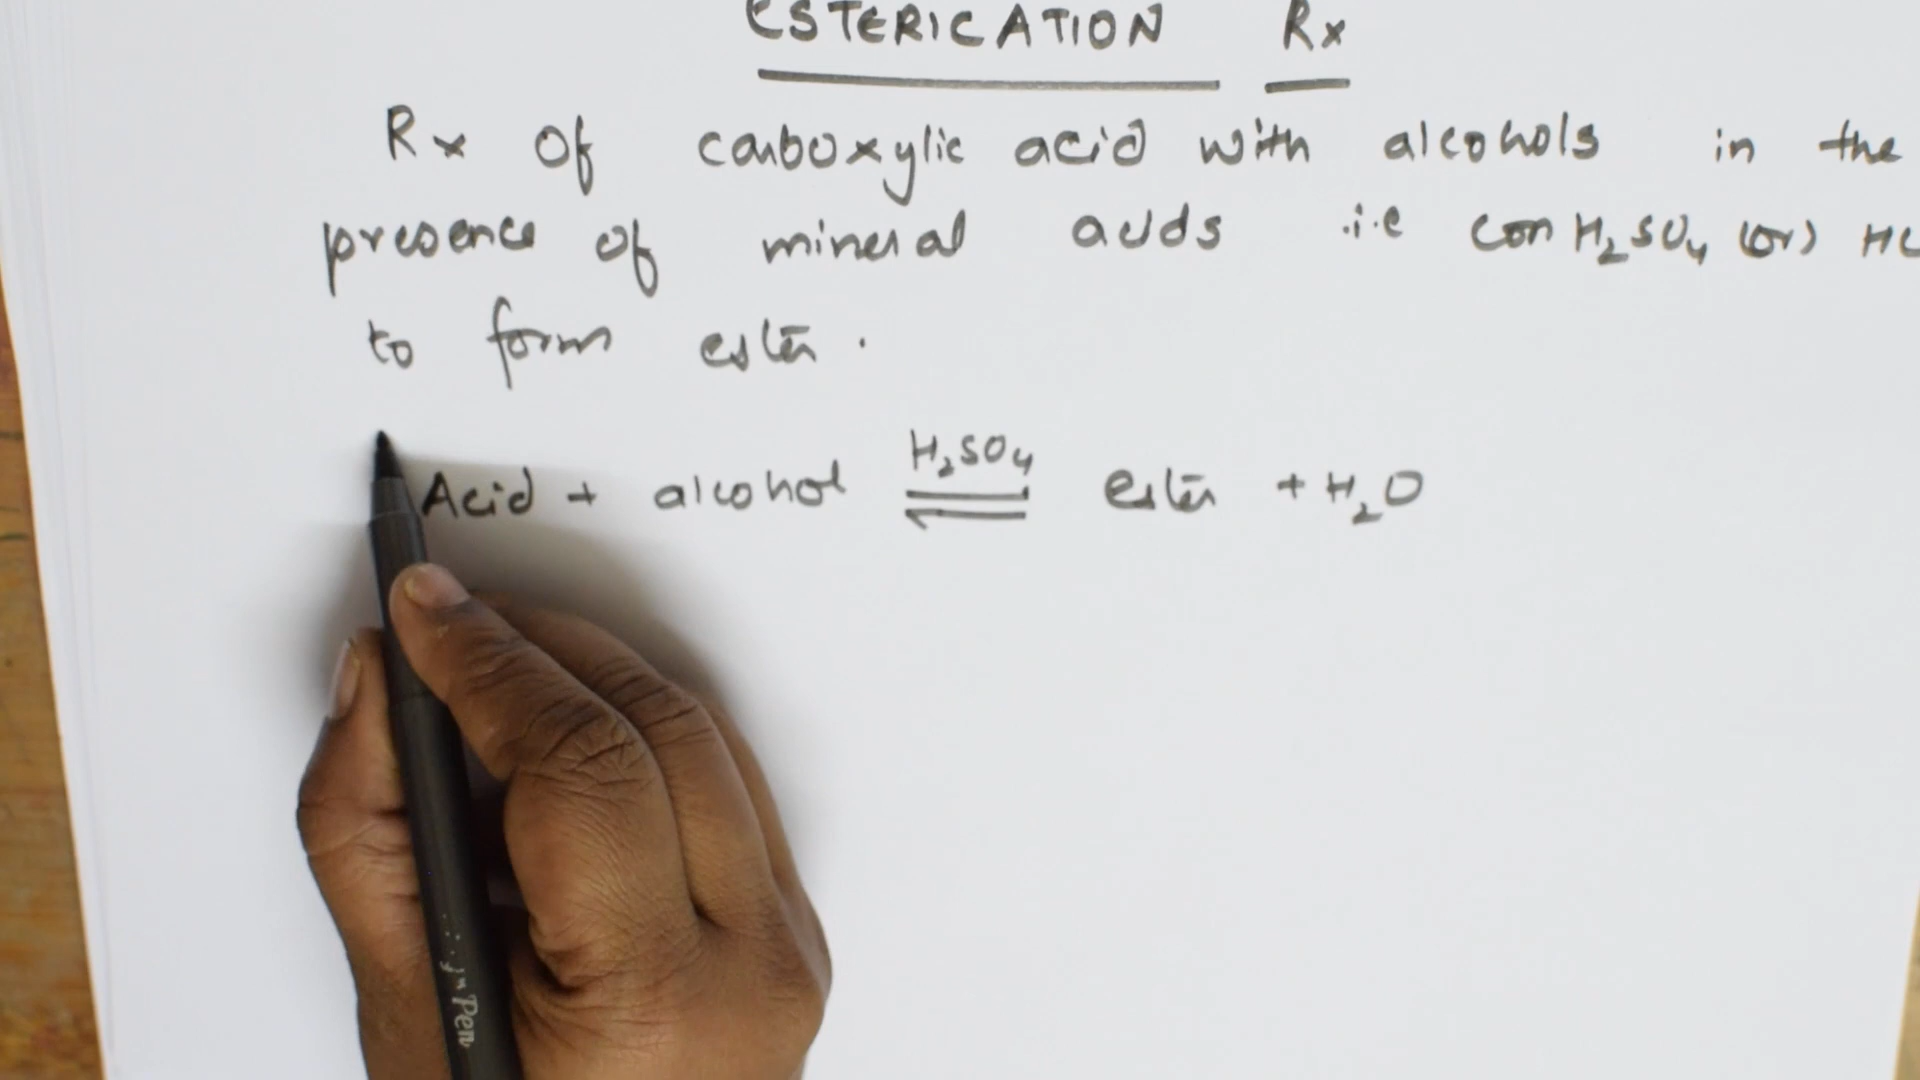 ESTERICATION Rx
Rx of carboxylic acid with alcohols in the
presence of mineral acids i.e con H₂SO₄ (or) HC
to form ester.
H₂SO₄
Acid + alcohol ⇌ ester + H₂O
Pen